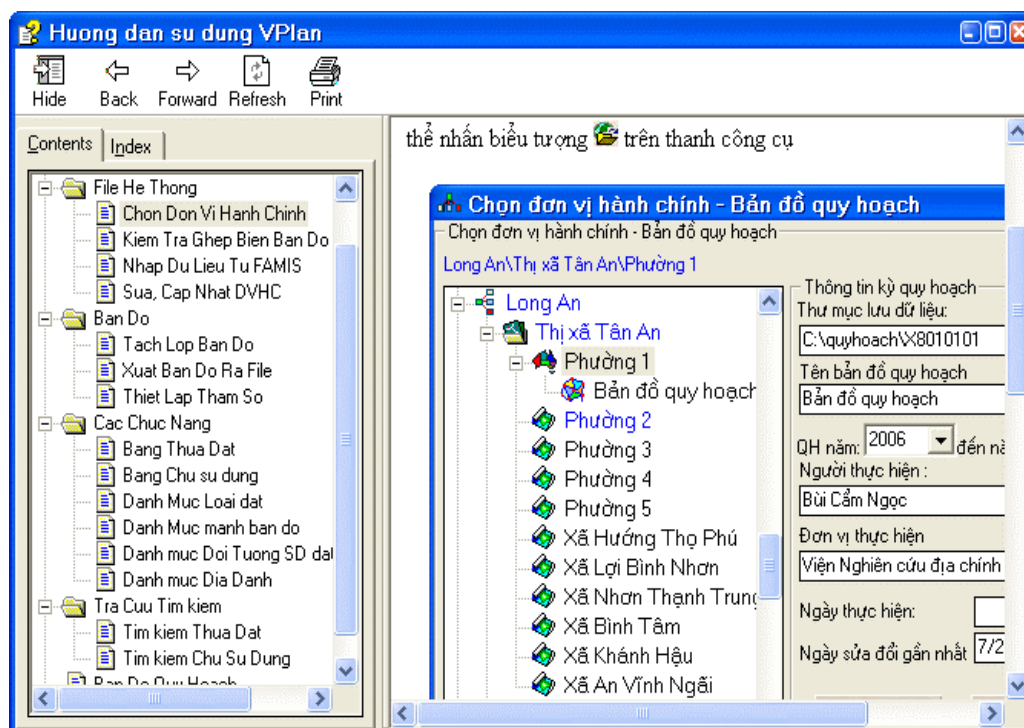 Huong dan su dung VPlan
Hide Back Forward Refresh Print
Contents Index
File He Thong
Chon Don Vi Hanh Chinh
Kiem Tra Ghep Bien Ban Do
Nhap Du Lieu Tu FAMIS
Sua, Cap Nhat DVHC
Ban Do
Tach Lop Ban Do
Xuat Ban Do Ra File
Thiet Lap Tham So
Cac Chuc Nang
Bang Thua Dat
Bang Chu su dung
Danh Muc Loai dat
Danh Muc manh ban do
Danh muc Doi Tuong SD dat
Danh muc Dia Danh
Tra Cuu Tim kiem
Tim kiem Thua Dat
Tim kiem Chu Su Dung
Ban Do Quy Hoach
thể nhấn biểu tượng trên thanh công cụ
Chọn đơn vị hành chính - Bản đồ quy hoạch
Chọn đơn vị hành chính - Bản đồ quy hoạch
Long An\Thị xã Tân An\Phường 1
Long An
Thị xã Tân An
Phường 1
Bản đồ quy hoạch
Phường 2
Phường 3
Phường 4
Phường 5
Xã Hướng Thọ Phú
Xã Lợi Bình Nhơn
Xã Nhơn Thạnh Trung
Xã Bình Tâm
Xã Khánh Hậu
Xã An Vĩnh Ngãi
Thông tin kỳ quy hoạch
Thư mục lưu dữ liệu:
C:\quyhoach\X8010101
Tên bản đồ quy hoạch
Bản đồ quy hoạch
QH năm: 2006 đến nă
Người thực hiện :
Bùi Cẩm Ngọc
Đơn vị thực hiện
Viện Nghiên cứu địa chính
Ngày thực hiện:
Ngày sửa đổi gần nhất 7/2